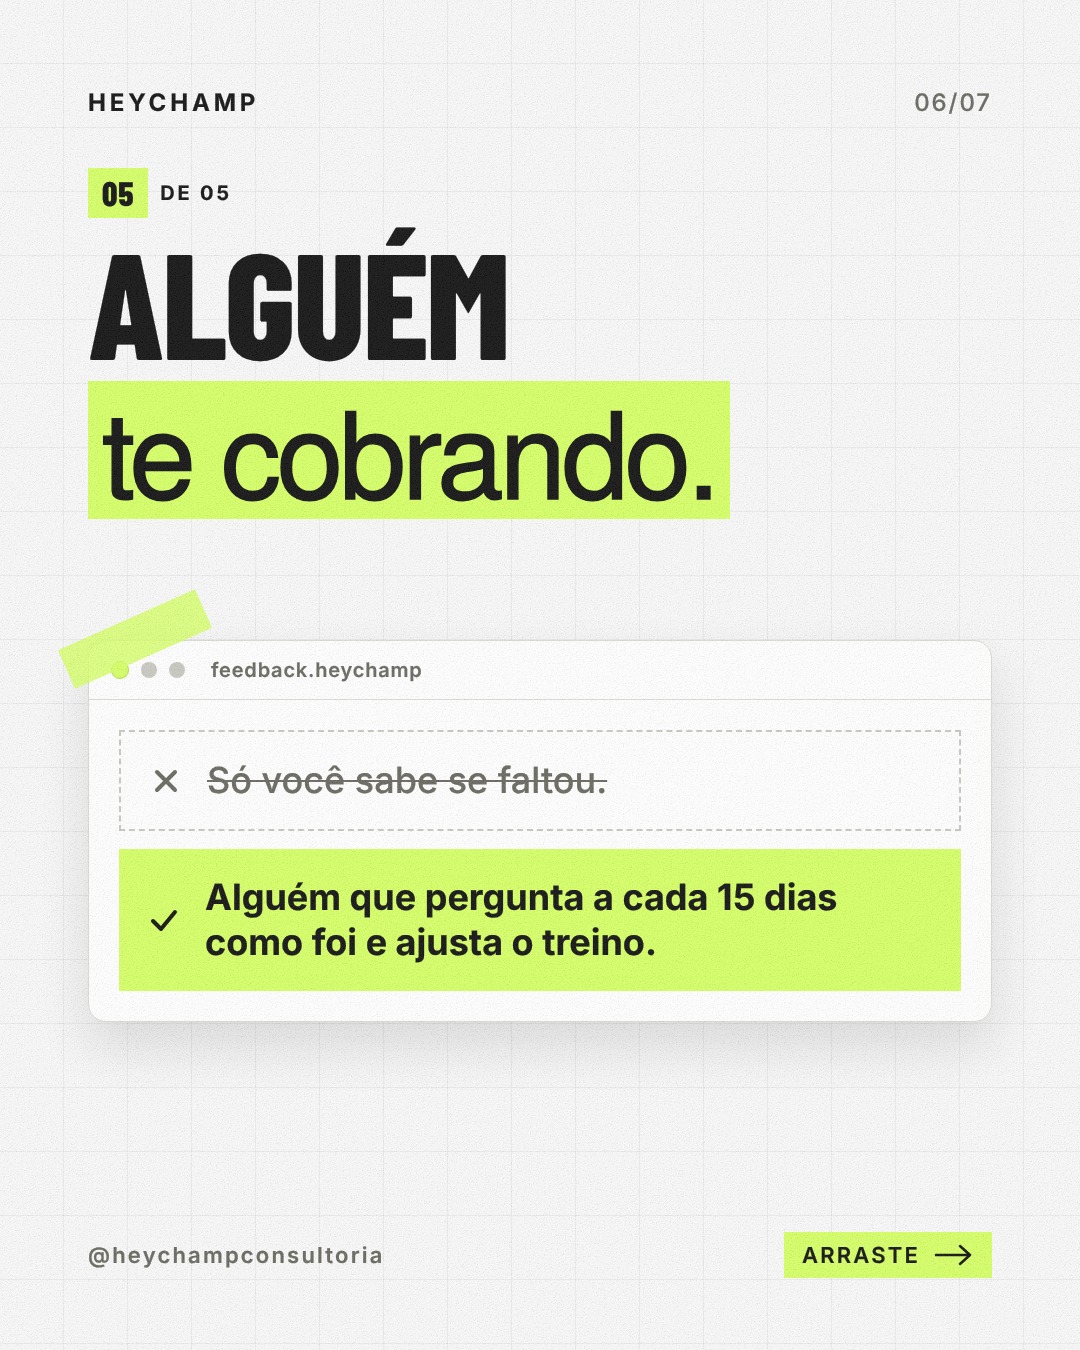 HEYCHAMP
06/07
05 DE 05
ALGUÉM
te cobrando.
feedback.heychamp
Só você sabe se faltou.
Alguém que pergunta a cada 15 dias
como foi e ajusta o treino.
@heychampconsultoria
ARRASTE